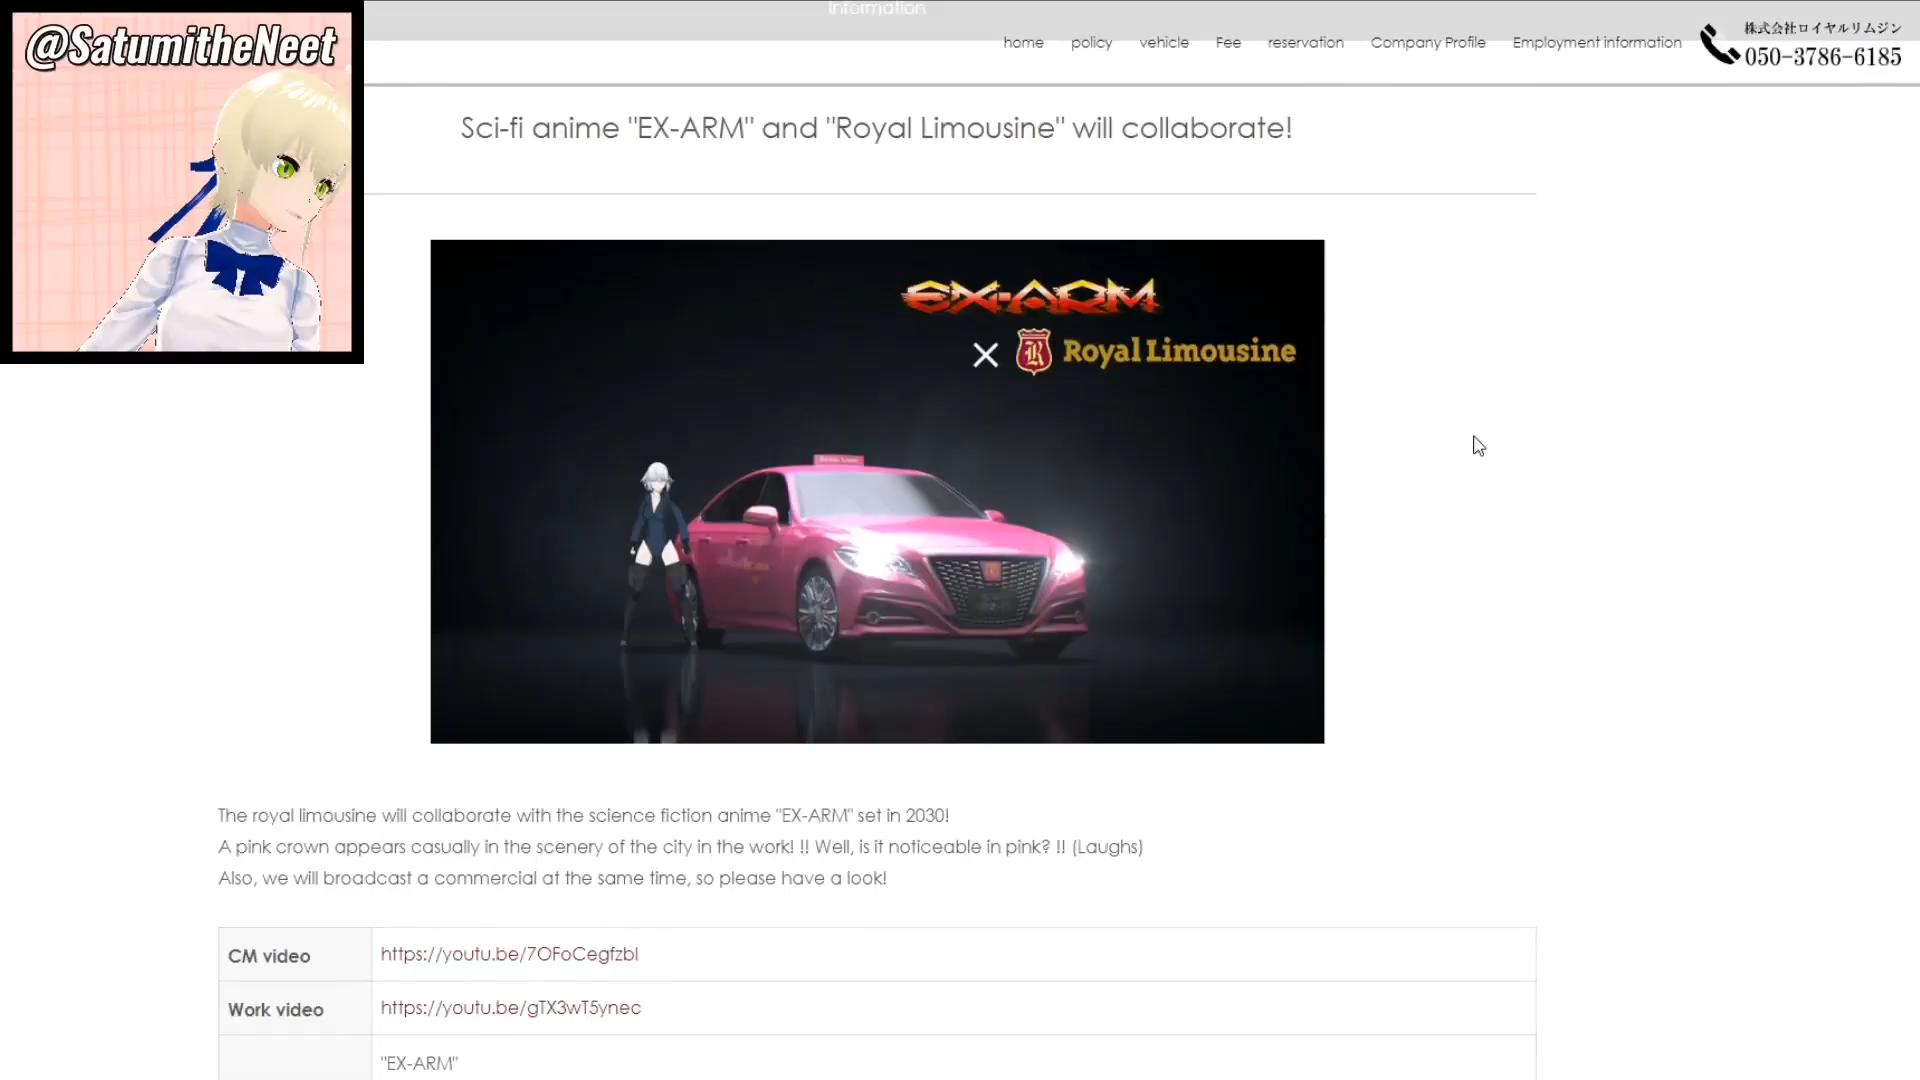 @SatumitheNeet
Information
home policy vehicle Fee reservation Company Profile Employment information
株式会社ロイヤルリムジン
050-3786-6185
Sci-fi anime "EX-ARM" and "Royal Limousine" will collaborate!
EX-ARM
X R Royal Limousine
The royal limousine will collaborate with the science fiction anime "EX-ARM" set in 2030!
A pink crown appears casually in the scenery of the city in the work! !! Well, is it noticeable in pink? !! (Laughs)
Also, we will broadcast a commercial at the same time, so please have a look!
CM video https://youtu.be/7OFoCegfzbI
Work video https://youtu.be/gTX3wT5ynec
"EX-ARM"